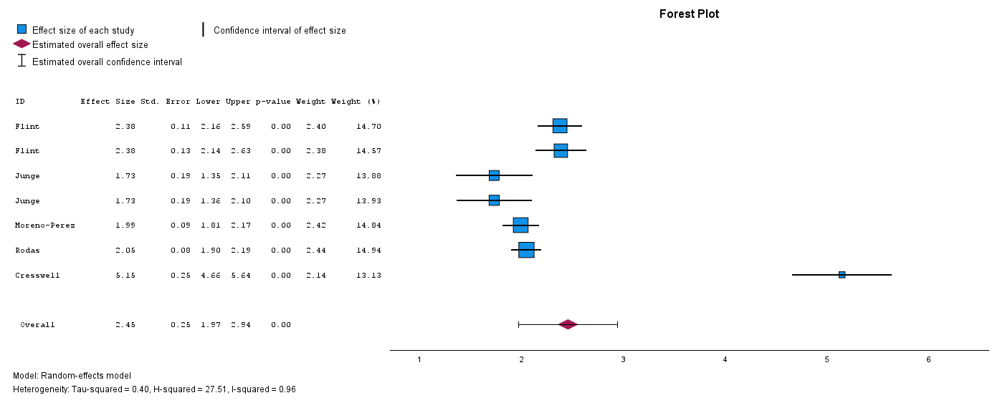 Forest Plot
Effect size of each study Confidence interval of effect size
Estimated overall effect size
Estimated overall confidence interval
ID Effect Size Std. Error Lower Upper p-value Weight Weight (%)
Flint 2.38 0.11 2.16 2.59 0.00 2.40 14.70
Flint 2.38 0.13 2.14 2.63 0.00 2.38 14.57
Junge 1.73 0.19 1.35 2.11 0.00 2.27 13.88
Junge 1.73 0.19 1.36 2.10 0.00 2.27 13.93
Moreno-Perez 1.99 0.09 1.81 2.17 0.00 2.42 14.84
Rodas 2.05 0.08 1.90 2.19 0.00 2.44 14.94
Cresswell 5.15 0.25 4.66 5.64 0.00 2.14 13.13
Overall 2.45 0.25 1.97 2.94 0.00
1 2 3 4 5 6
Model: Random-effects model
Heterogeneity: Tau-squared = 0.40, H-squared = 27.51, I-squared = 0.96